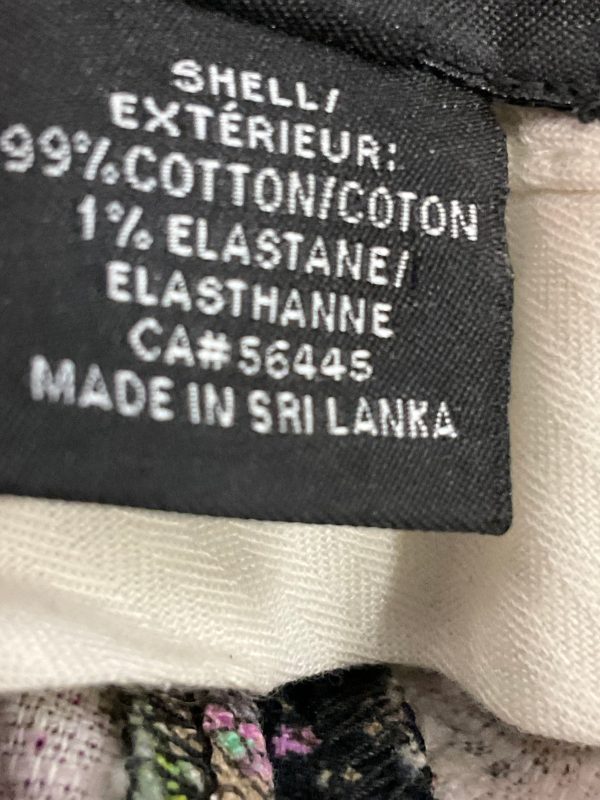 SHELL/
EXTÉRIEUR:
99% COTTON/COTON
1% ELASTANE/
ELASTHANNE
CA#56445
MADE IN SRI LANKA